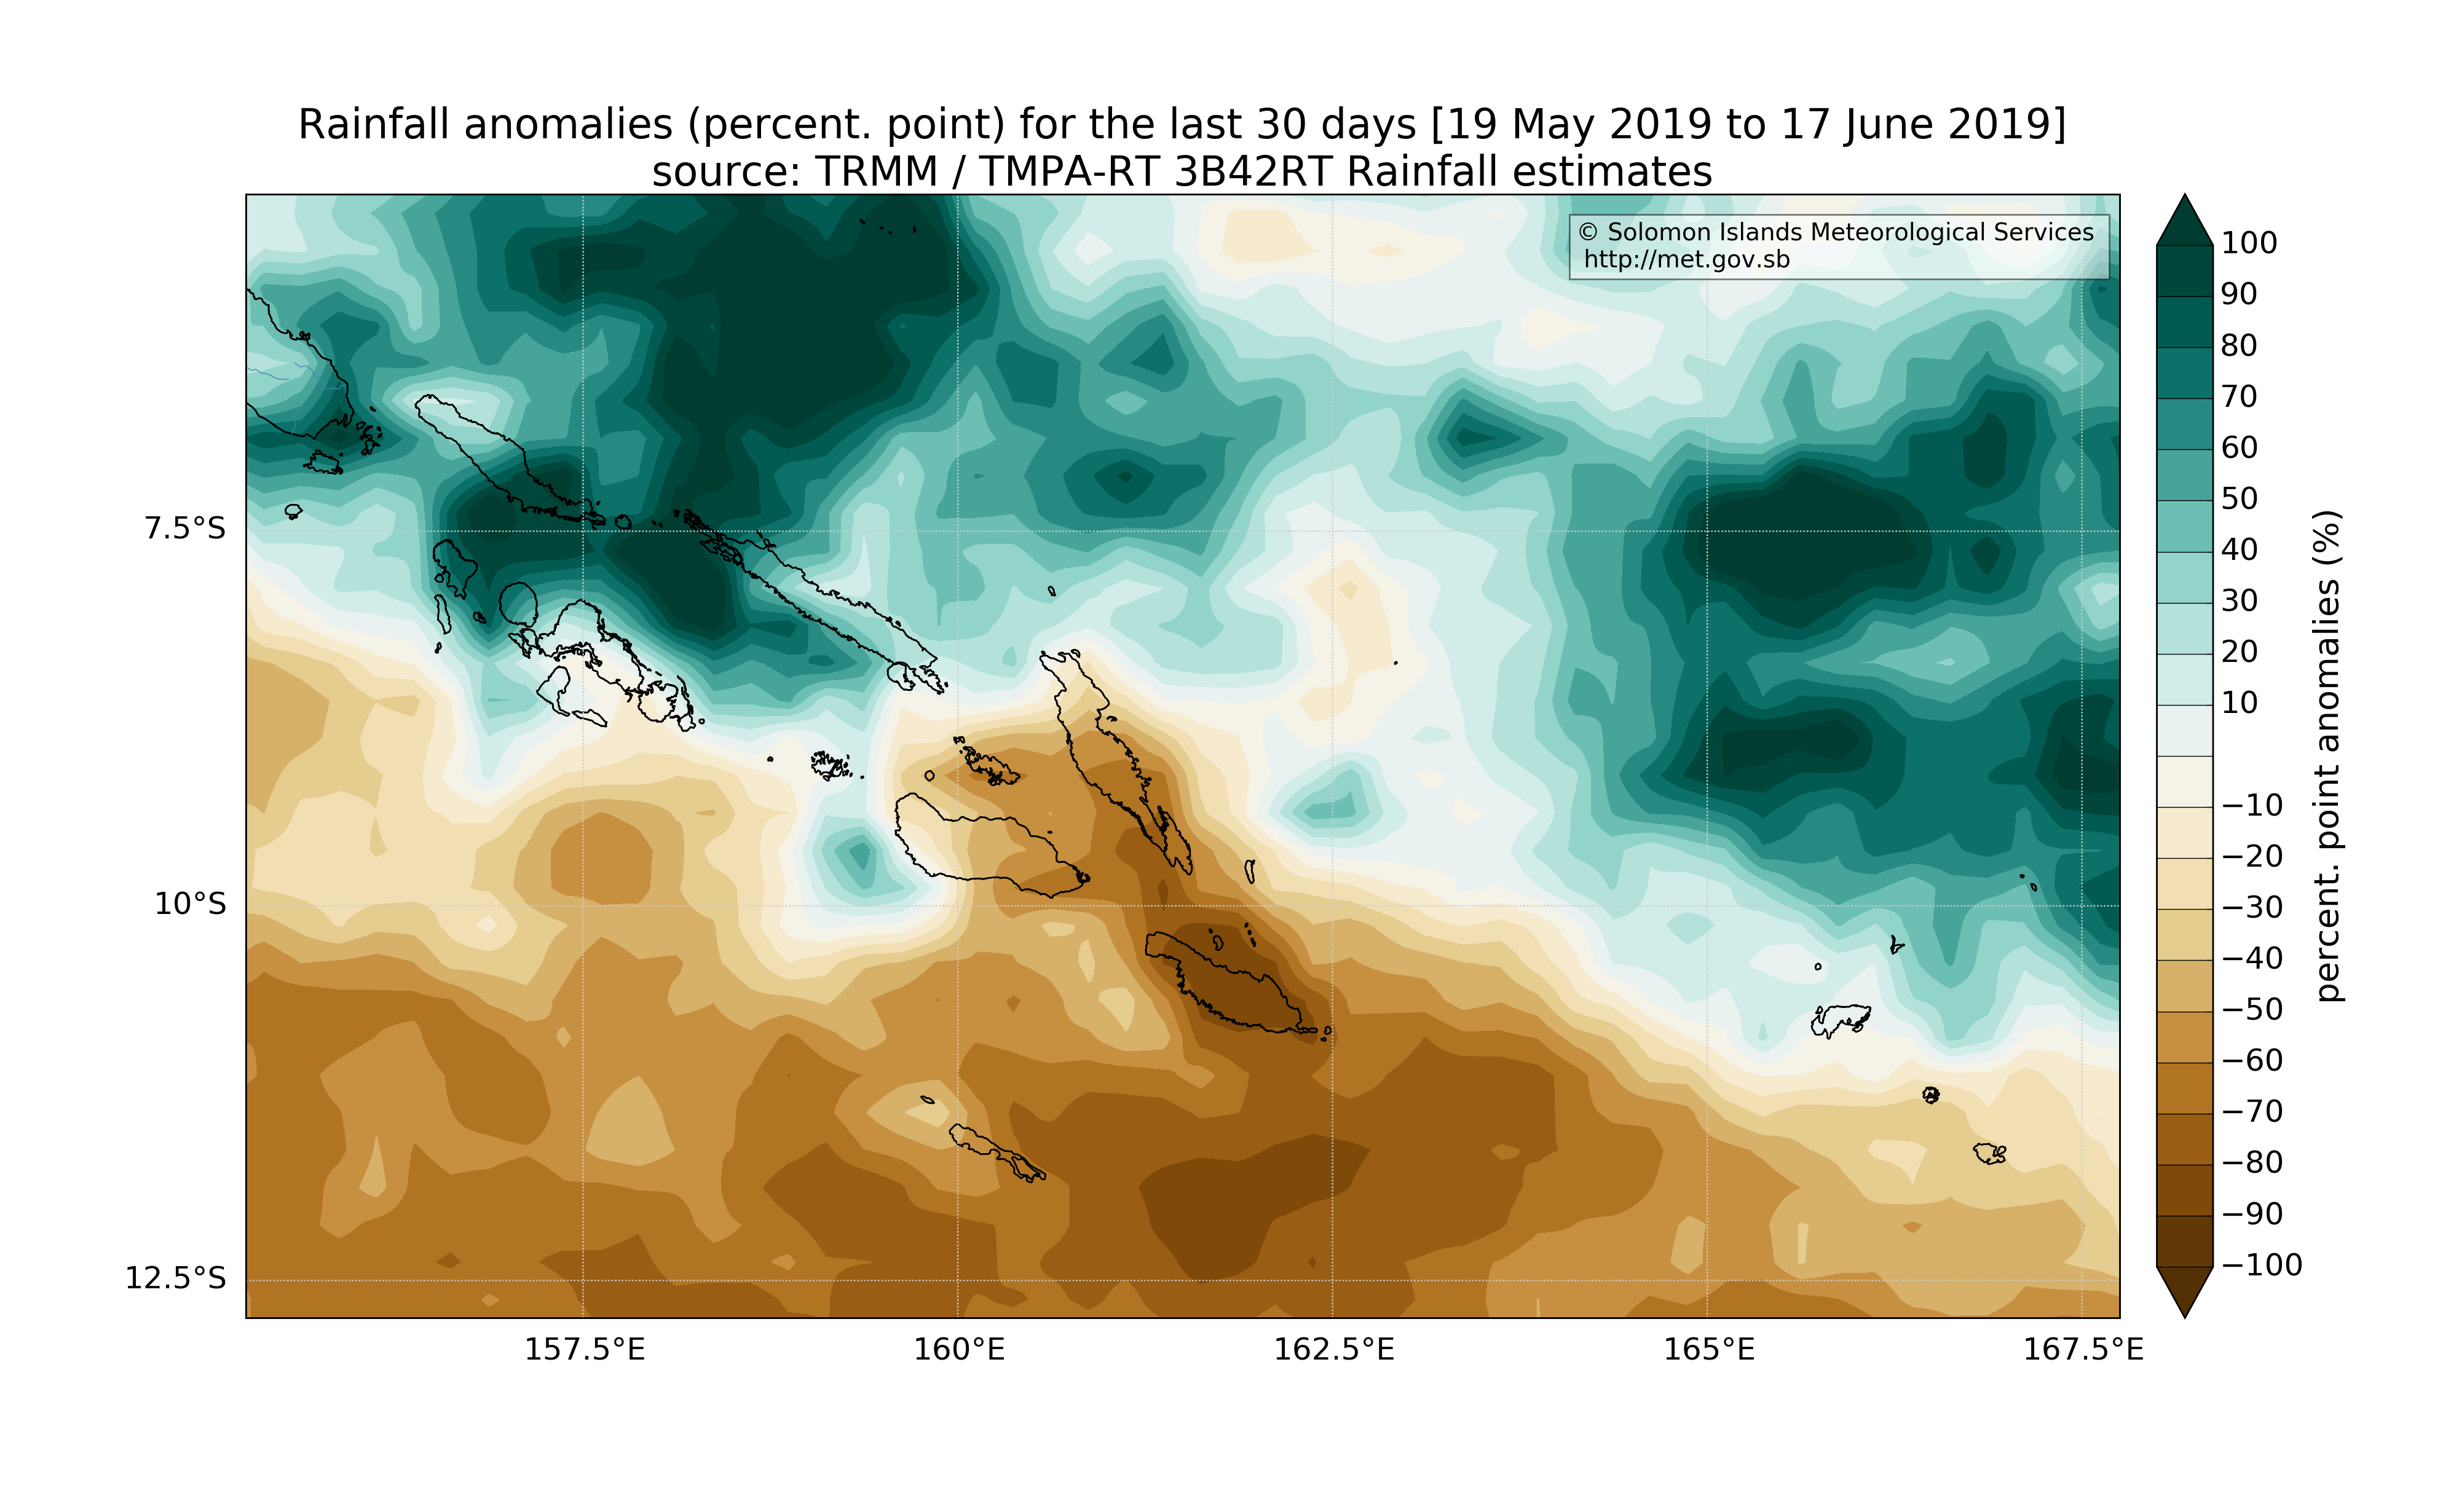 Rainfall anomalies (percent. point) for the last 30 days [19 May 2019 to 17 June 2019]
source: TRMM / TMPA-RT 3B42RT Rainfall estimates
© Solomon Islands Meteorological Services
http://met.gov.sb
7.5°S
10°S
12.5°S
157.5°E
160°E
162.5°E
165°E
167.5°E
100
90
80
70
60
50
40
30
20
10
−10
−20
−30
−40
−50
−60
−70
−80
−90
−100
percent. point anomalies (%)